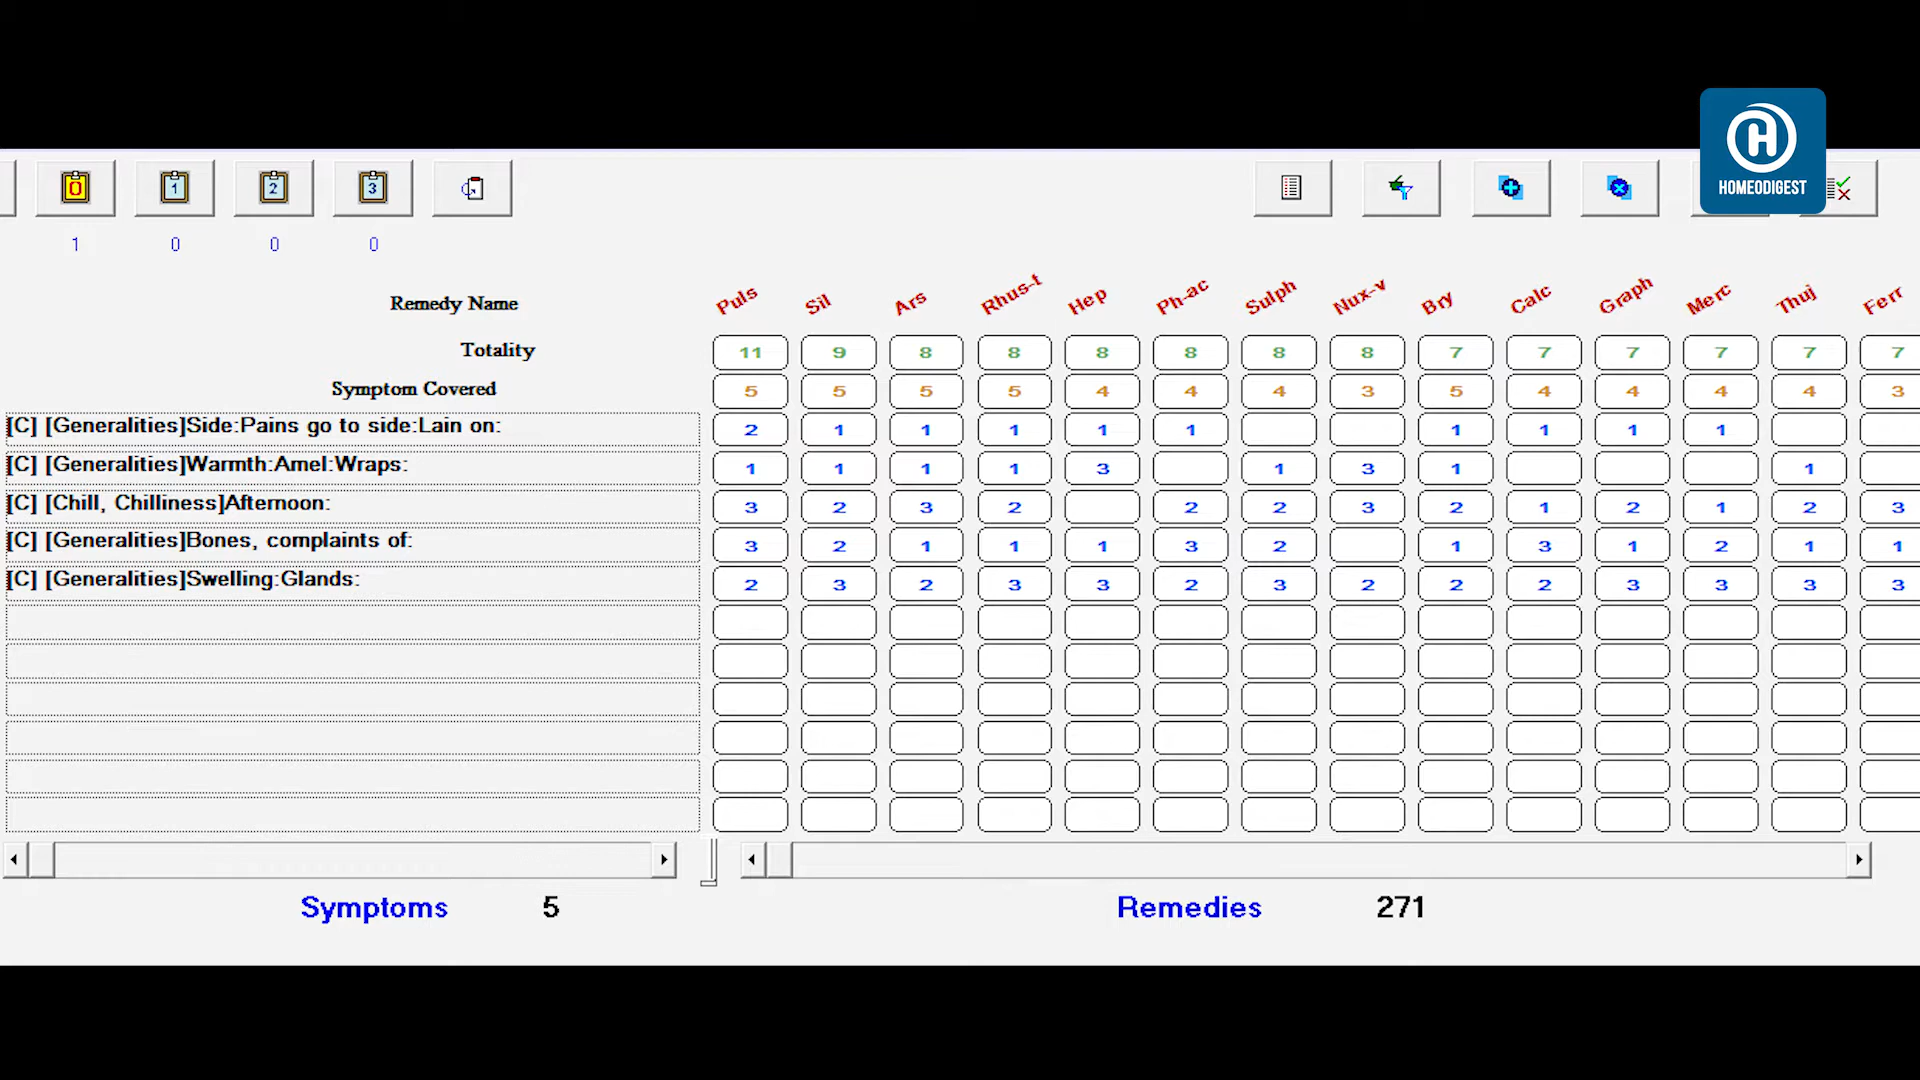 HOMEODIGEST
0 1 2 3
1 0 0 0
Remedy Name Puls Sil Ars Rhus-t Hep Ph-ac Sulph Nux-v Bry Calc Graph Merc Thuj Ferr
Totality 11 9 8 8 8 8 8 8 7 7 7 7 7 7
Symptom Covered 5 5 5 5 4 4 4 3 5 4 4 4 4 3
[C] [Generalities]Side:Pains go to side:Lain on: 2 1 1 1 1 1 1 1 1 1
[C] [Generalities]Warmth:Amel:Wraps: 1 1 1 1 3 1 3 1 1
[C] [Chill, Chilliness]Afternoon: 3 2 3 2 2 2 3 2 1 2 1 2 3
[C] [Generalities]Bones, complaints of: 3 2 1 1 1 3 2 1 3 1 2 1 1
[C] [Generalities]Swelling:Glands: 2 3 2 3 3 2 3 2 2 2 3 3 3 3
Symptoms 5 Remedies 271